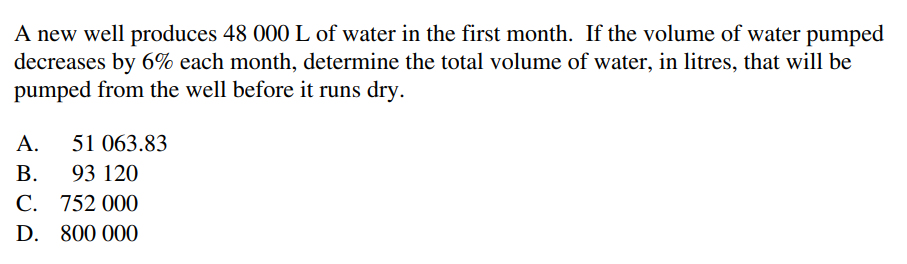 A new well produces 48 000 L of water in the first month. If the volume of water pumped
decreases by 6% each month, determine the total volume of water, in litres, that will be
pumped from the well before it runs dry.
A. 51 063.83
B. 93 120
C. 752 000
D. 800 000